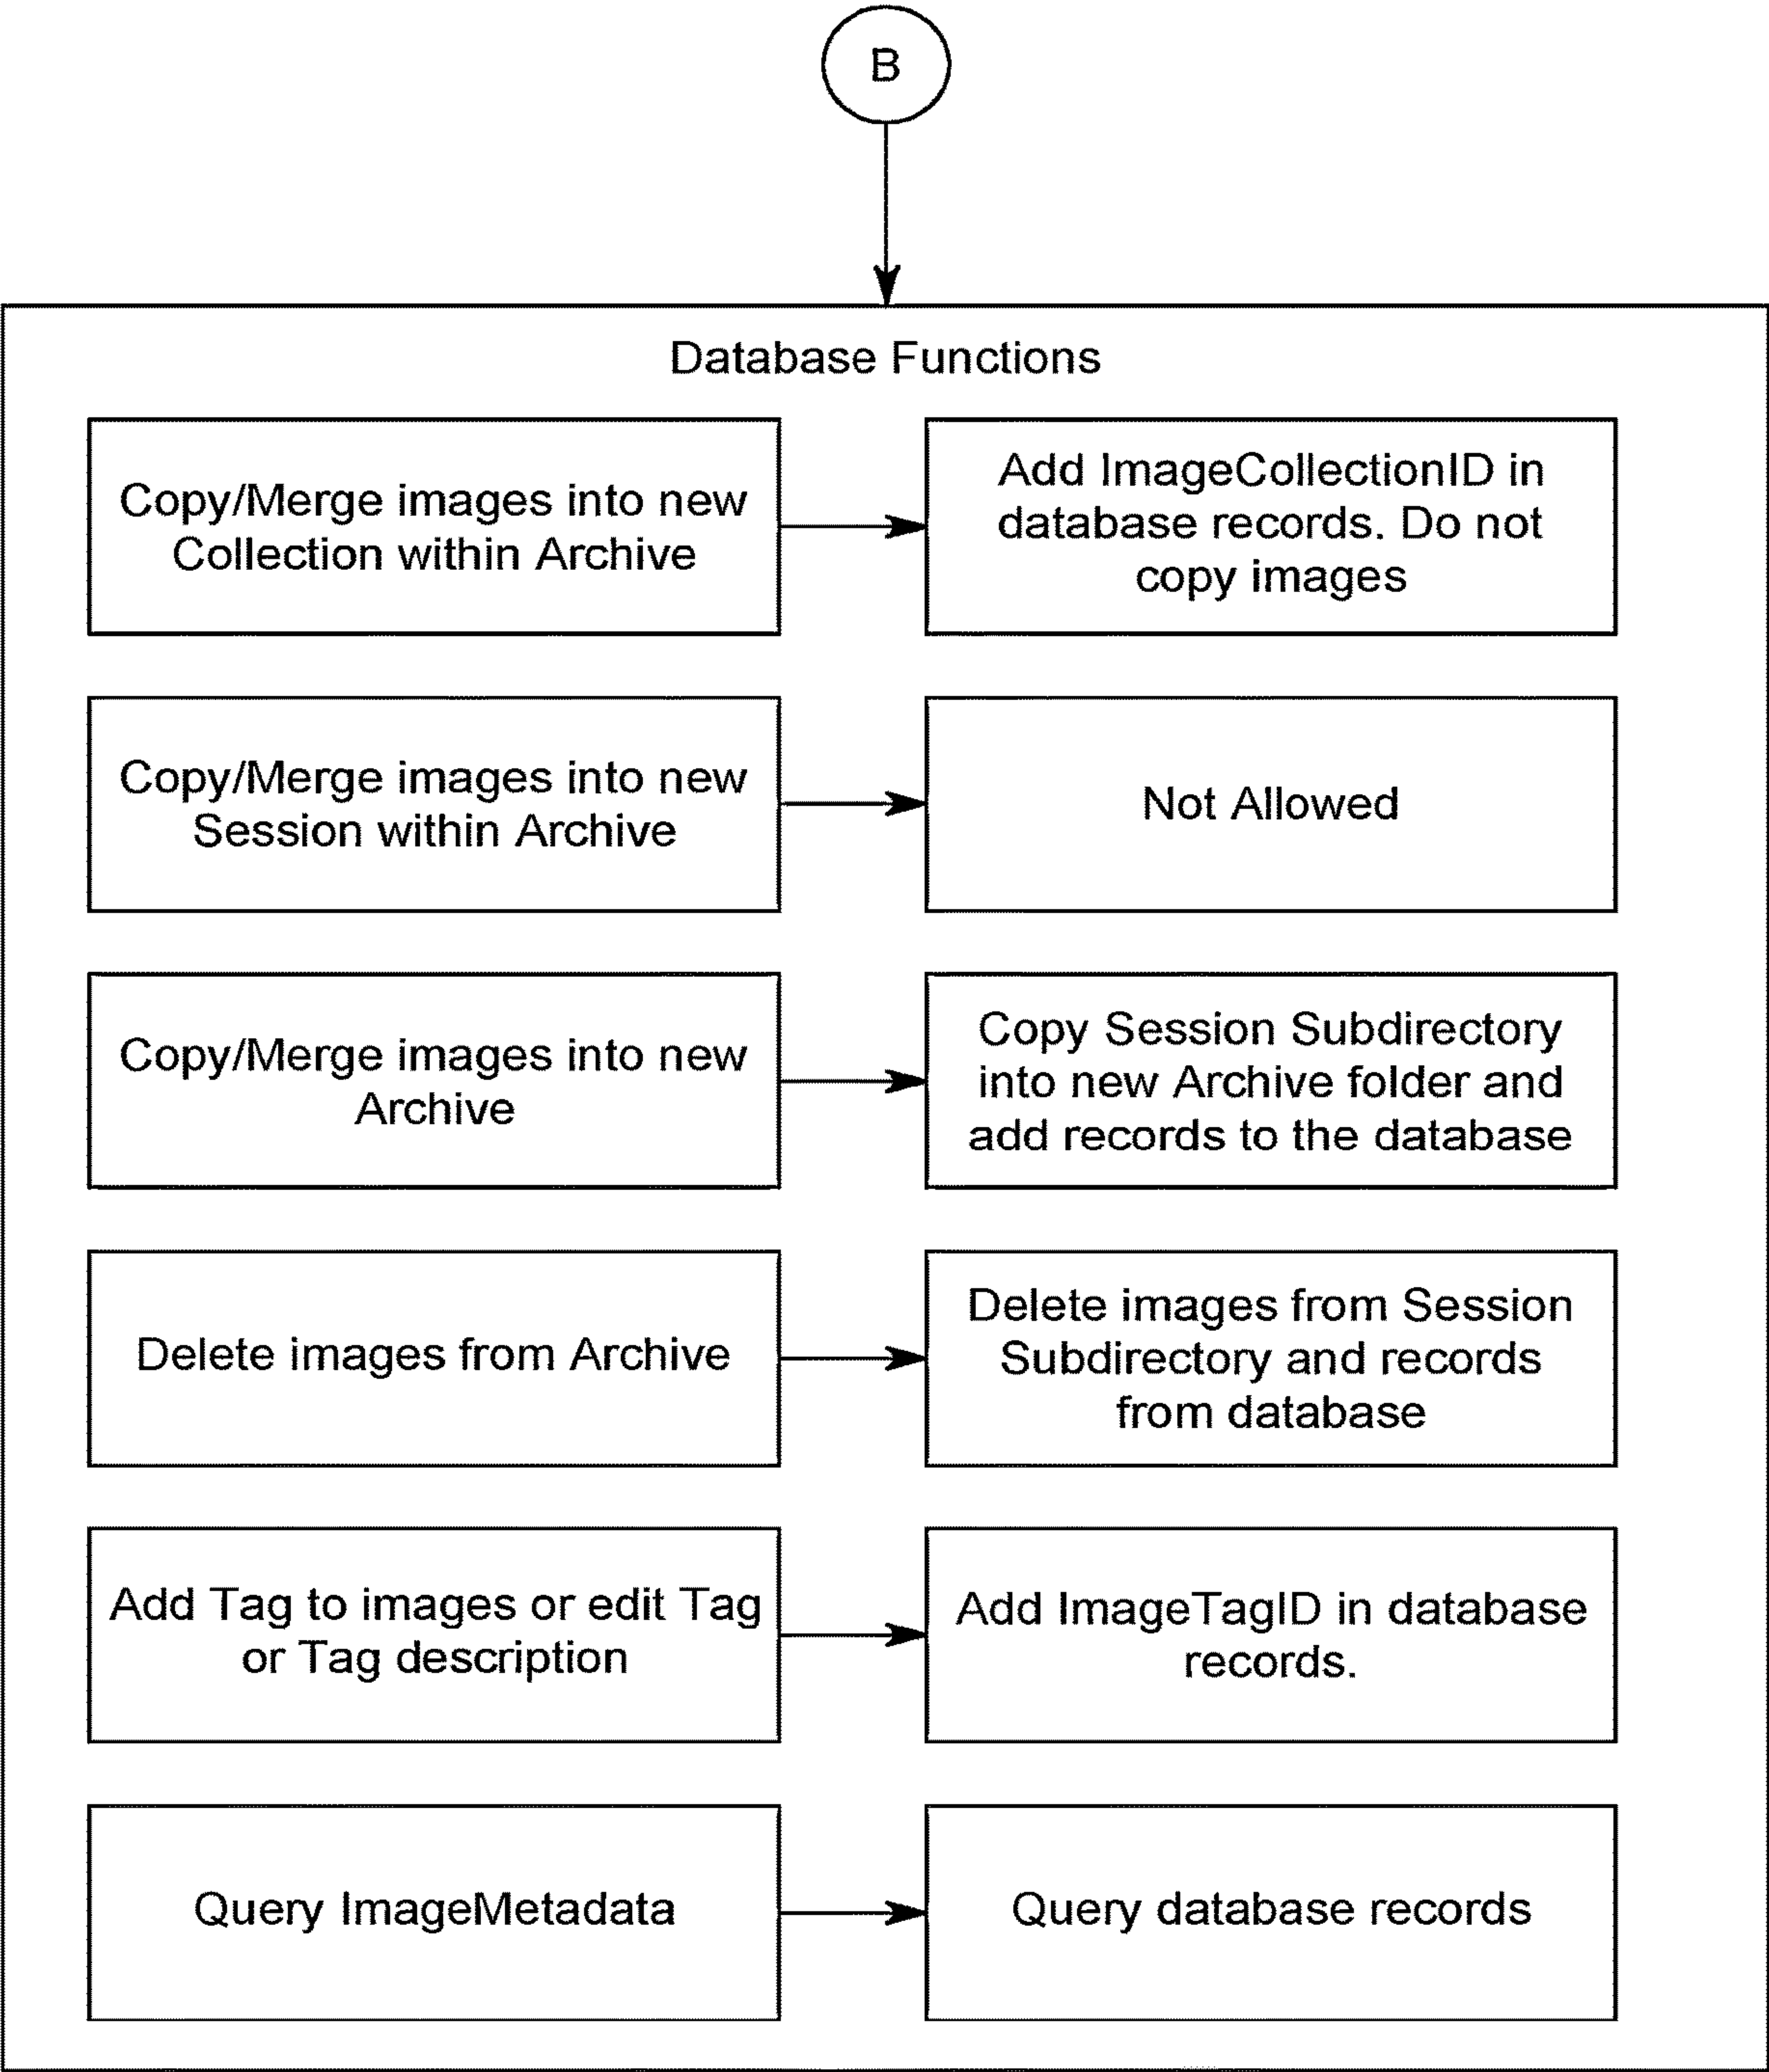 B
Database Functions
Copy/Merge images into new
Collection within Archive
Add ImageCollectionID in
database records. Do not
copy images
Copy/Merge images into new
Session within Archive
Not Allowed
Copy/Merge images into new
Archive
Copy Session Subdirectory
into new Archive folder and
add records to the database
Delete images from Archive
Delete images from Session
Subdirectory and records
from database
Add Tag to images or edit Tag
or Tag description
Add ImageTagID in database
records.
Query ImageMetadata
Query database records